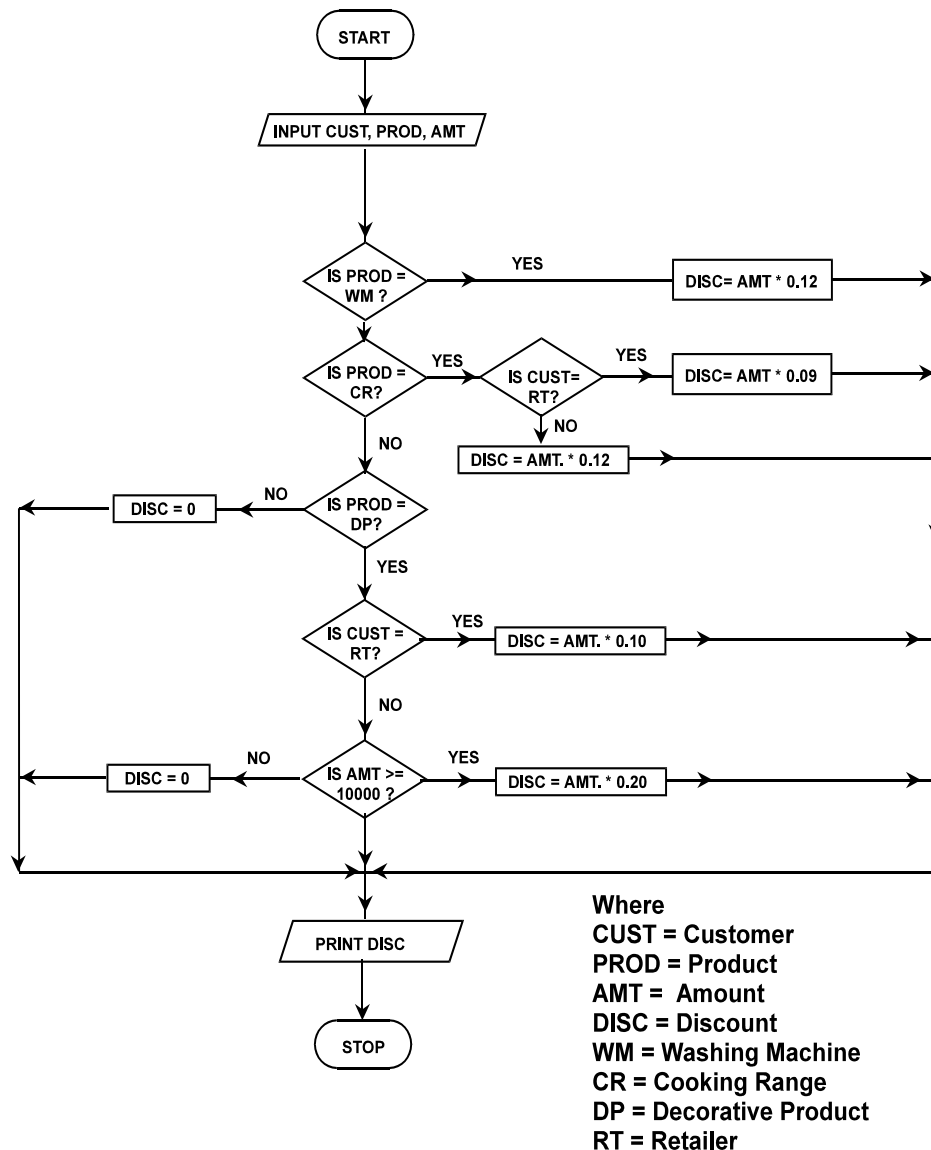 START
INPUT CUST, PROD, AMT
IS PROD =
WM ?
YES
DISC= AMT * 0.12
IS PROD =
CR?
YES
IS CUST=
RT?
YES
DISC= AMT * 0.09
NO
DISC = AMT. * 0.12
NO
IS PROD =
DP?
NO
DISC = 0
YES
IS CUST =
RT?
YES
DISC = AMT. * 0.10
NO
IS AMT >=
10000 ?
NO
DISC = 0
YES
DISC = AMT. * 0.20
PRINT DISC
STOP
Where
CUST = Customer
PROD = Product
AMT = Amount
DISC = Discount
WM = Washing Machine
CR = Cooking Range
DP = Decorative Product
RT = Retailer